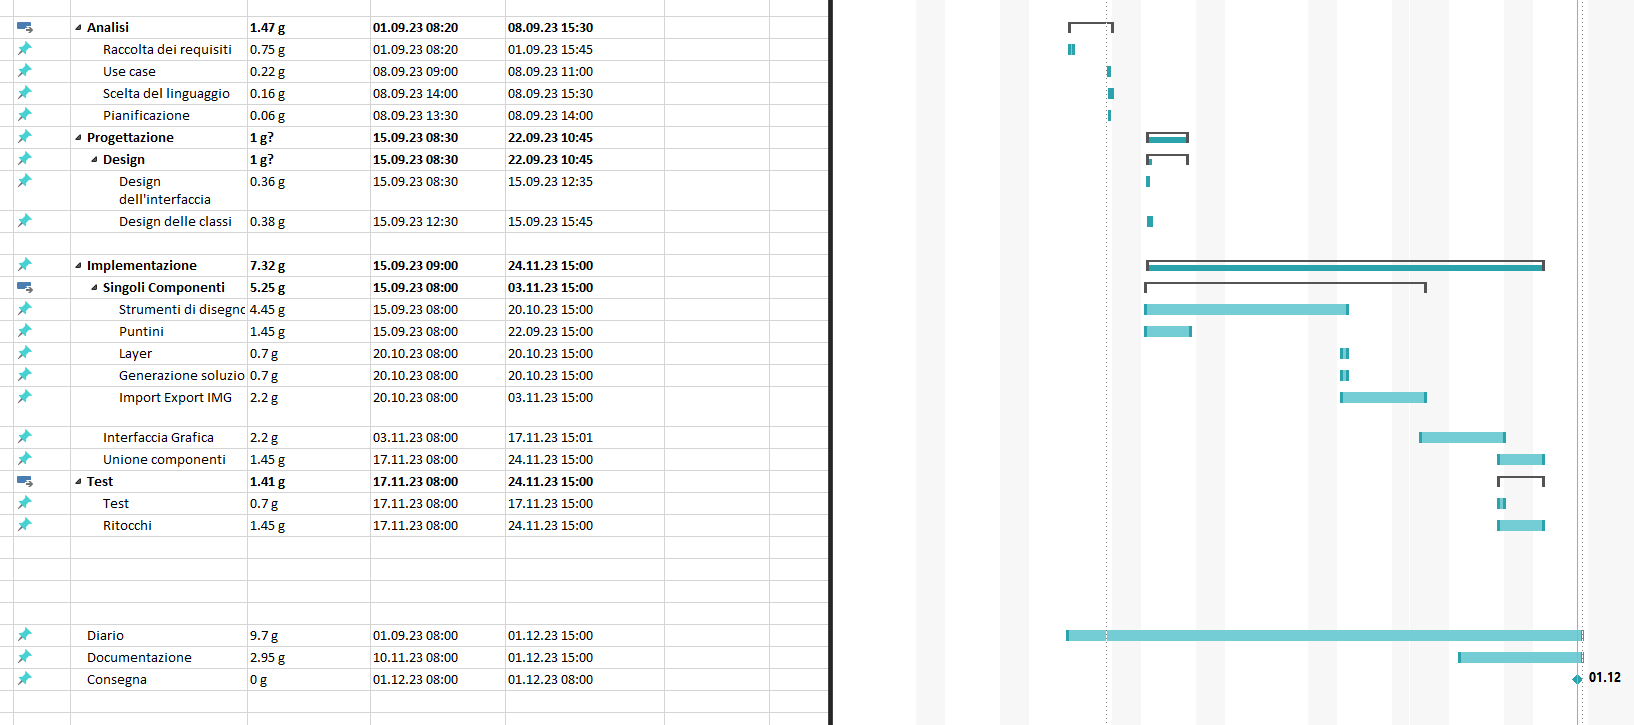 Analisi 1.47 g 01.09.23 08:20 08.09.23 15:30
Raccolta dei requisiti 0.75 g 01.09.23 08:20 01.09.23 15:45
Use case 0.22 g 08.09.23 09:00 08.09.23 11:00
Scelta del linguaggio 0.16 g 08.09.23 14:00 08.09.23 15:30
Pianificazione 0.06 g 08.09.23 13:30 08.09.23 14:00
Progettazione 1 g? 15.09.23 08:30 22.09.23 10:45
Design 1 g? 15.09.23 08:30 22.09.23 10:45
Design 0.36 g 15.09.23 08:30 15.09.23 12:35
dell'interfaccia
Design delle classi 0.38 g 15.09.23 12:30 15.09.23 15:45
Implementazione 7.32 g 15.09.23 09:00 24.11.23 15:00
Singoli Componenti 5.25 g 15.09.23 08:00 03.11.23 15:00
Strumenti di disegno 4.45 g 15.09.23 08:00 20.10.23 15:00
Puntini 1.45 g 15.09.23 08:00 22.09.23 15:00
Layer 0.7 g 20.10.23 08:00 20.10.23 15:00
Generazione soluzio 0.7 g 20.10.23 08:00 20.10.23 15:00
Import Export IMG 2.2 g 20.10.23 08:00 03.11.23 15:00
Interfaccia Grafica 2.2 g 03.11.23 08:00 17.11.23 15:01
Unione componenti 1.45 g 17.11.23 08:00 24.11.23 15:00
Test 1.41 g 17.11.23 08:00 24.11.23 15:00
Test 0.7 g 17.11.23 08:00 17.11.23 15:00
Ritocchi 1.45 g 17.11.23 08:00 24.11.23 15:00
Diario 9.7 g 01.09.23 08:00 01.12.23 15:00
Documentazione 2.95 g 10.11.23 08:00 01.12.23 15:00
Consegna 0 g 01.12.23 08:00 01.12.23 08:00 01.12